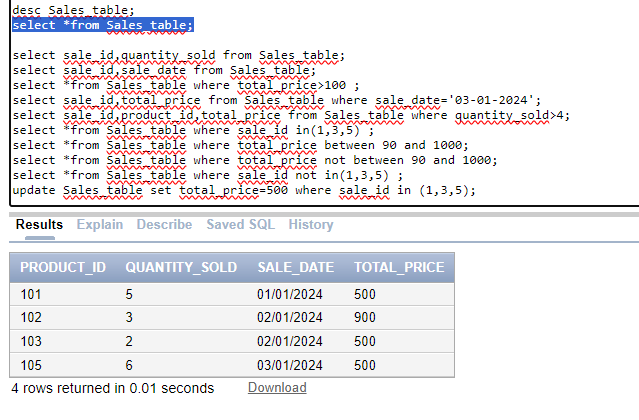 desc Sales_table;
select *from Sales_table;
select sale_id,quantity_sold from Sales_table;
select sale_id,sale_date from Sales_table;
select *from Sales_table where total_price>100 ;
select sale_id,total_price from Sales_table where sale_date='03-01-2024';
select sale_id,product_id,total_price from Sales_table where quantity_sold>4;
select *from Sales_table where sale_id in(1,3,5) ;
select *from Sales_table where total_price between 90 and 1000;
select *from Sales_table where total_price not between 90 and 1000;
select *from Sales_table where sale_id not in(1,3,5) ;
update Sales_table set total_price=500 where sale_id in (1,3,5);
Results Explain Describe Saved SQL History
PRODUCT_ID QUANTITY_SOLD SALE_DATE TOTAL_PRICE
101 5 01/01/2024 500
102 3 02/01/2024 900
103 2 02/01/2024 500
105 6 03/01/2024 500
4 rows returned in 0.01 seconds Download